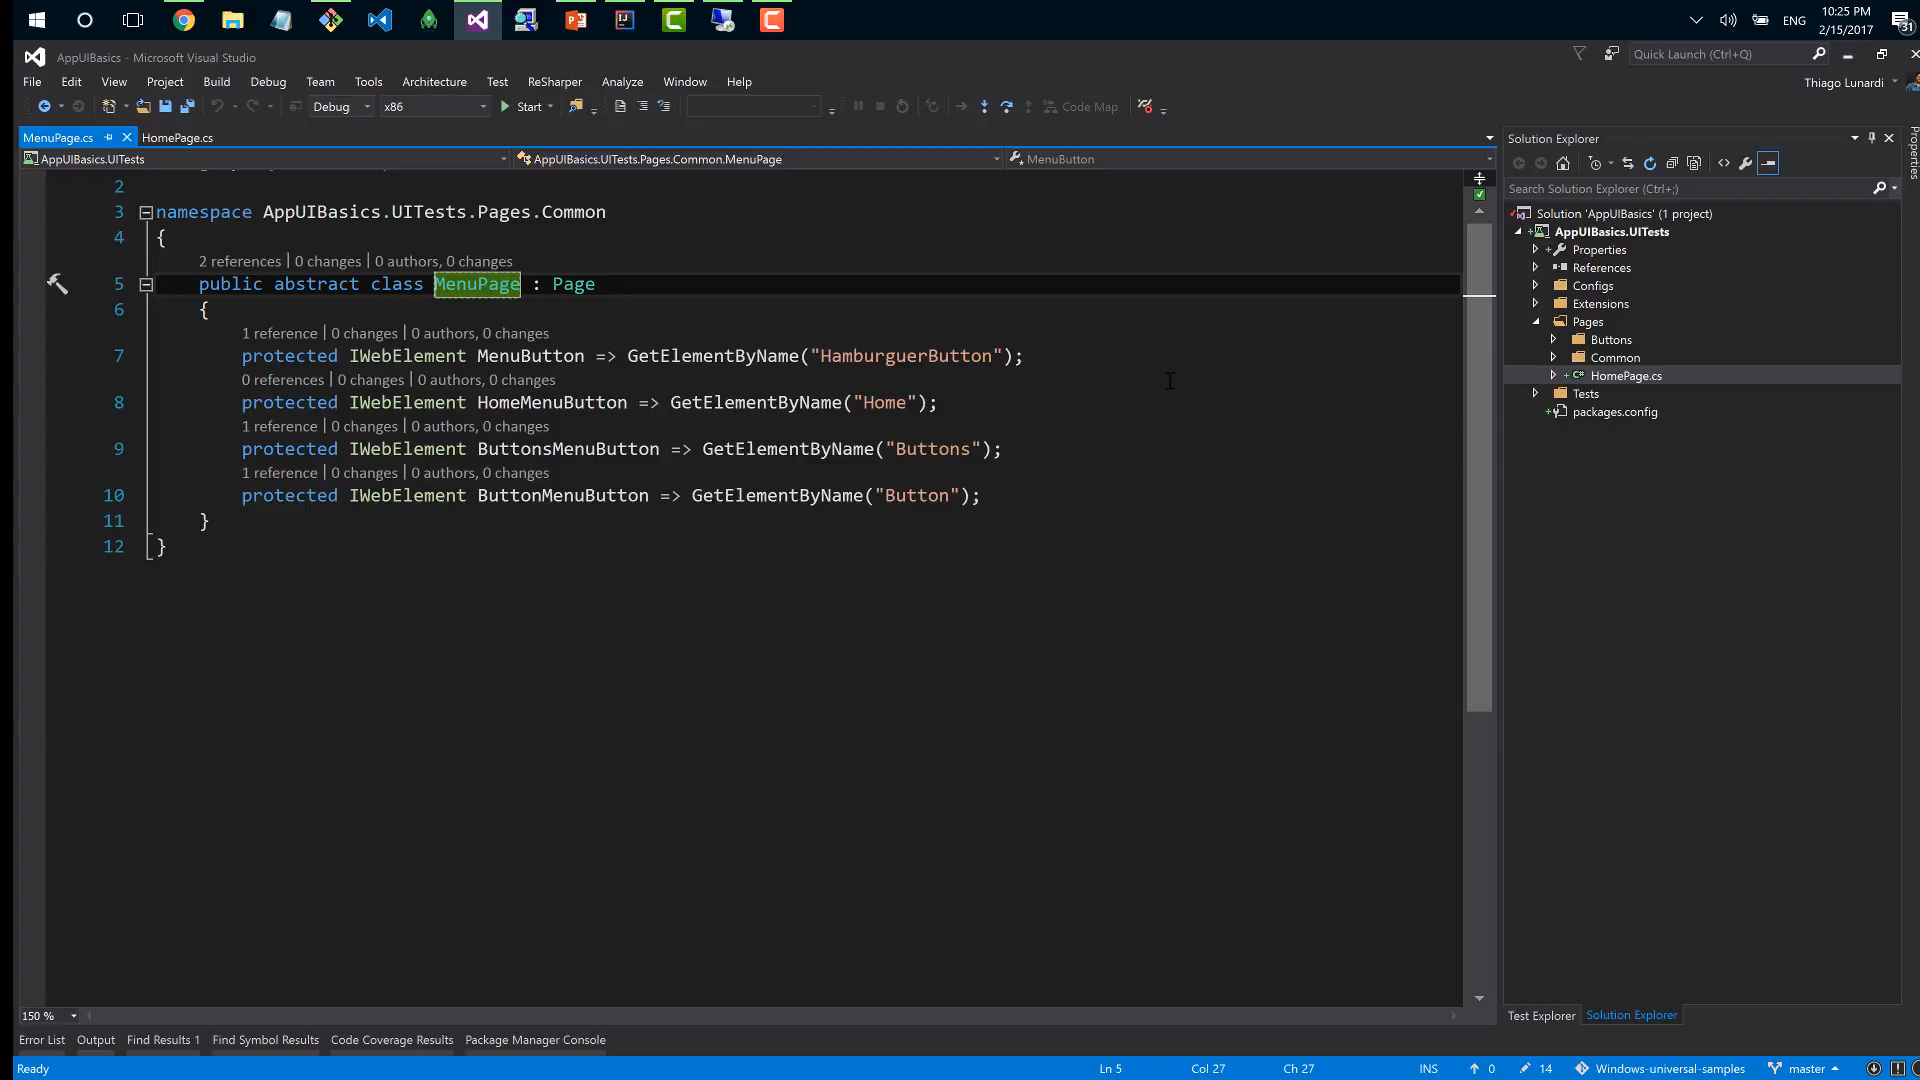 10:25 PM
ENG
2/15/2017
31
AppUIBasics - Microsoft Visual Studio
Quick Launch (Ctrl+Q)
File Edit View Project Build Debug Team Tools Architecture Test ReSharper Analyze Window Help
Thiago Lunardi
Debug x86 Start Code Map
MenuPage.cs HomePage.cs
Solution Explorer
Properties
AppUIBasics.UITests AppUIBasics.UITests.Pages.Common.MenuPage MenuButton
Search Solution Explorer (Ctrl+;)
Solution 'AppUIBasics' (1 project)
AppUIBasics.UITests
Properties
References
Configs
Extensions
Pages
Buttons
Common
C# HomePage.cs
Tests
packages.config
2
3 namespace AppUIBasics.UITests.Pages.Common
4 {
2 references | 0 changes | 0 authors, 0 changes
5 public abstract class MenuPage : Page
6 {
1 reference | 0 changes | 0 authors, 0 changes
7 protected IWebElement MenuButton => GetElementByName("HamburguerButton");
0 references | 0 changes | 0 authors, 0 changes
8 protected IWebElement HomeMenuButton => GetElementByName("Home");
1 reference | 0 changes | 0 authors, 0 changes
9 protected IWebElement ButtonsMenuButton => GetElementByName("Buttons");
1 reference | 0 changes | 0 authors, 0 changes
10 protected IWebElement ButtonMenuButton => GetElementByName("Button");
11 }
12 }
150 %
Test Explorer Solution Explorer
Error List Output Find Results 1 Find Symbol Results Code Coverage Results Package Manager Console
Ready Ln 5 Col 27 Ch 27 INS 0 14 Windows-universal-samples master